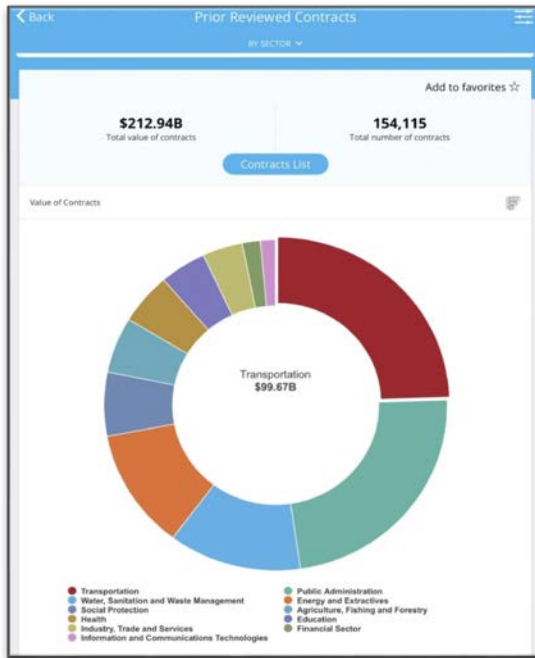 Back
Prior Reviewed Contracts
BY SECTOR
Add to favorites
$212.94B
Total value of contracts
154,115
Total number of contracts
Contracts List
Value of Contracts
Transportation
$99.67B
Transportation
Public Administration
Water, Sanitation and Waste Management
Energy and Extractives
Social Protection
Agriculture, Fishing and Forestry
Health
Education
Industry, Trade and Services
Financial Sector
Information and Communications Technologies